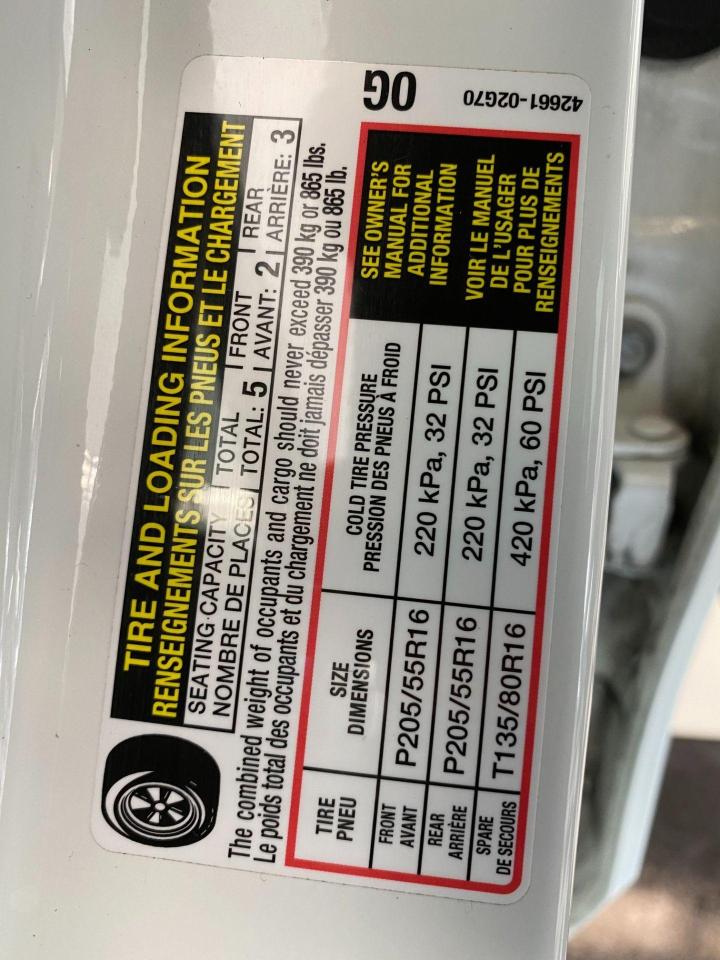 TIRE AND LOADING INFORMATION
RENSEIGNEMENTS SUR LES PNEUS ET LE CHARGEMENT
SEATING CAPACITY | TOTAL | FRONT | REAR
NOMBRE DE PLACES | TOTAL: 5 | AVANT: 2 | ARRIÈRE: 3
The combined weight of occupants and cargo should never exceed 390 kg or 865 lbs.
Le poids total des occupants et du chargement ne doit jamais dépasser 390 kg ou 865 lb.
TIRE SIZE COLD TIRE PRESSURE
PNEU DIMENSIONS PRESSION DES PNEUS À FROID
FRONT
AVANT P205/55R16 220 kPa, 32 PSI
REAR
ARRIÈRE P205/55R16 220 kPa, 32 PSI
SPARE
DE SECOURS T135/80R16 420 kPa, 60 PSI
SEE OWNER'S
MANUAL FOR
ADDITIONAL
INFORMATION
VOIR LE MANUEL
DE L'USAGER
POUR PLUS DE
RENSEIGNEMENTS
0G
42661-02G70